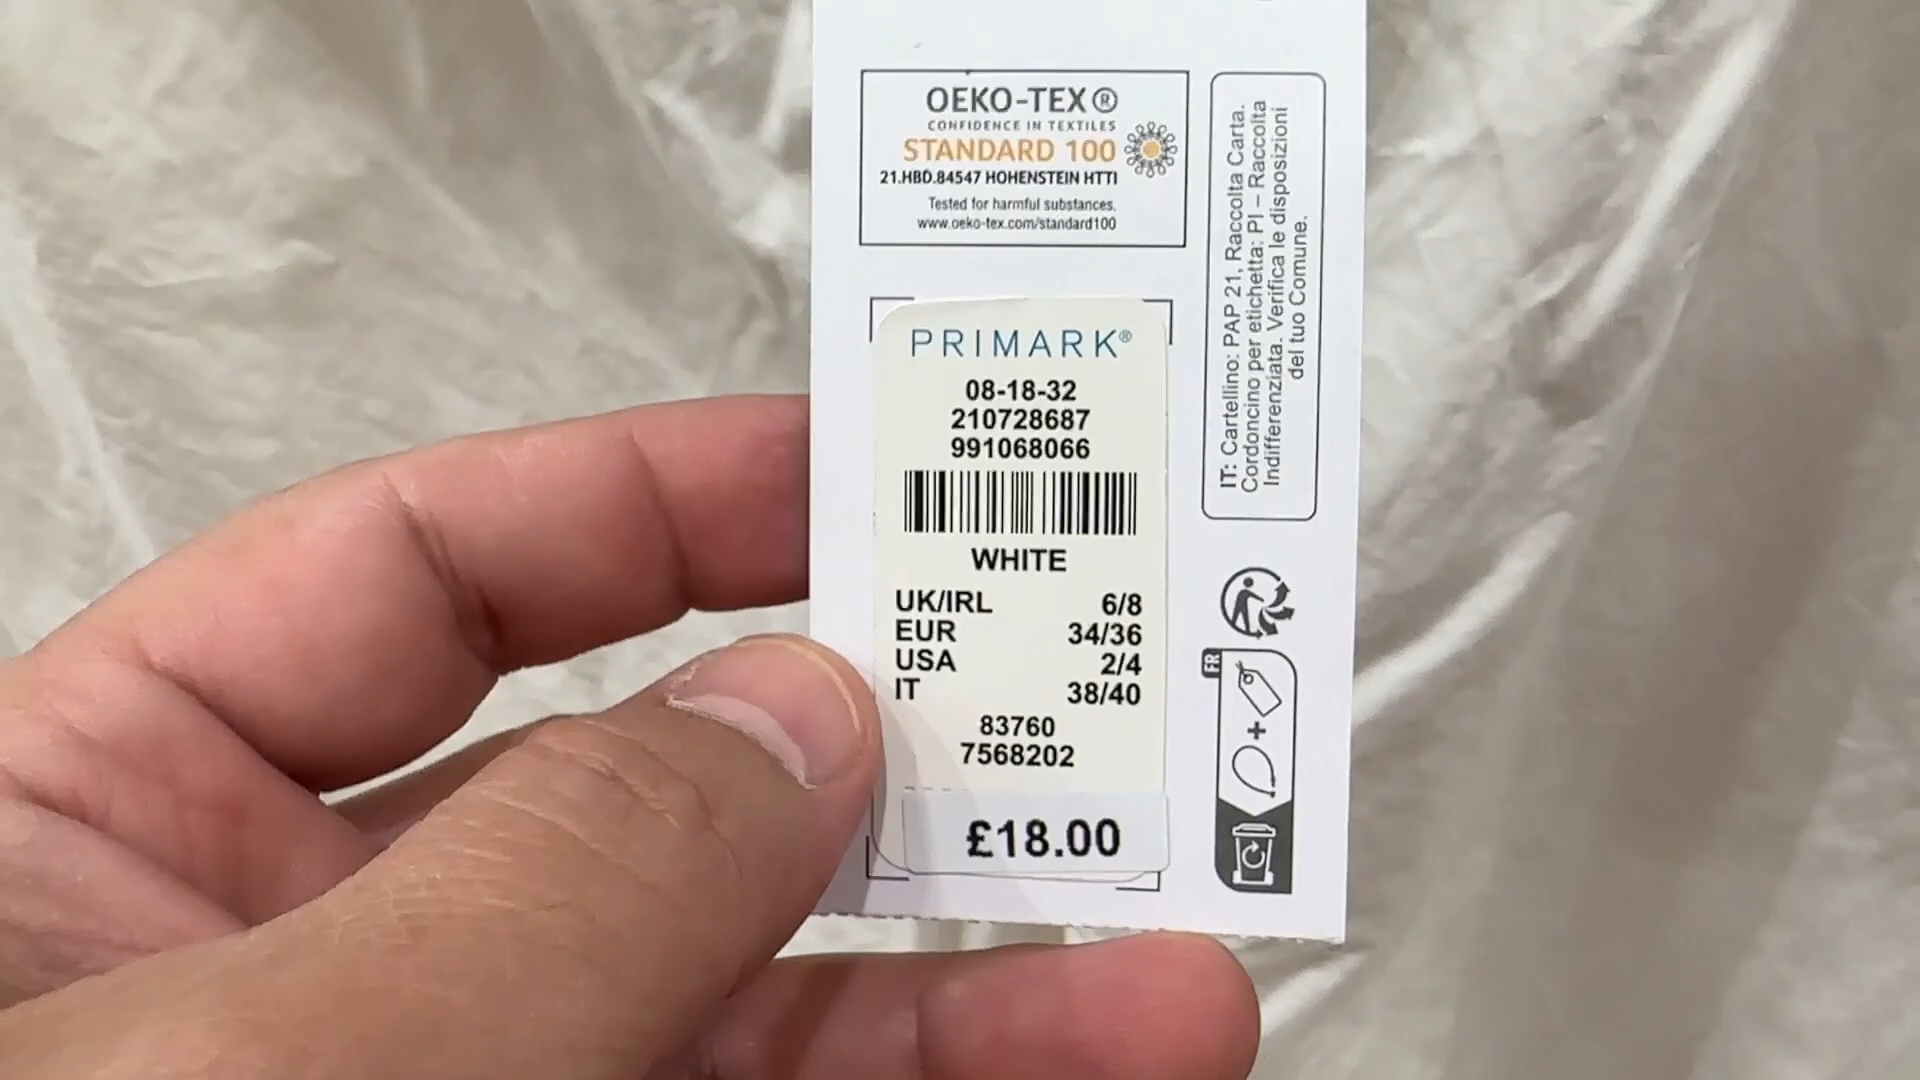 OEKO-TEX®
CONFIDENCE IN TEXTILES
STANDARD 100
21.HBD.84547 HOHENSTEIN HTTI
Tested for harmful substances.
www.oeko-tex.com/standard100
PRIMARK®
08-18-32
210728687
991068066
WHITE
UK/IRL 6/8
EUR 34/36
USA 2/4
IT 38/40
83760
7568202
£18.00
IT: Cartellino: PAP 21, Raccolta Carta.
Cordoncino per etichetta: PI – Raccolta
Indifferenziata. Verifica le disposizioni
del tuo Comune.
FR